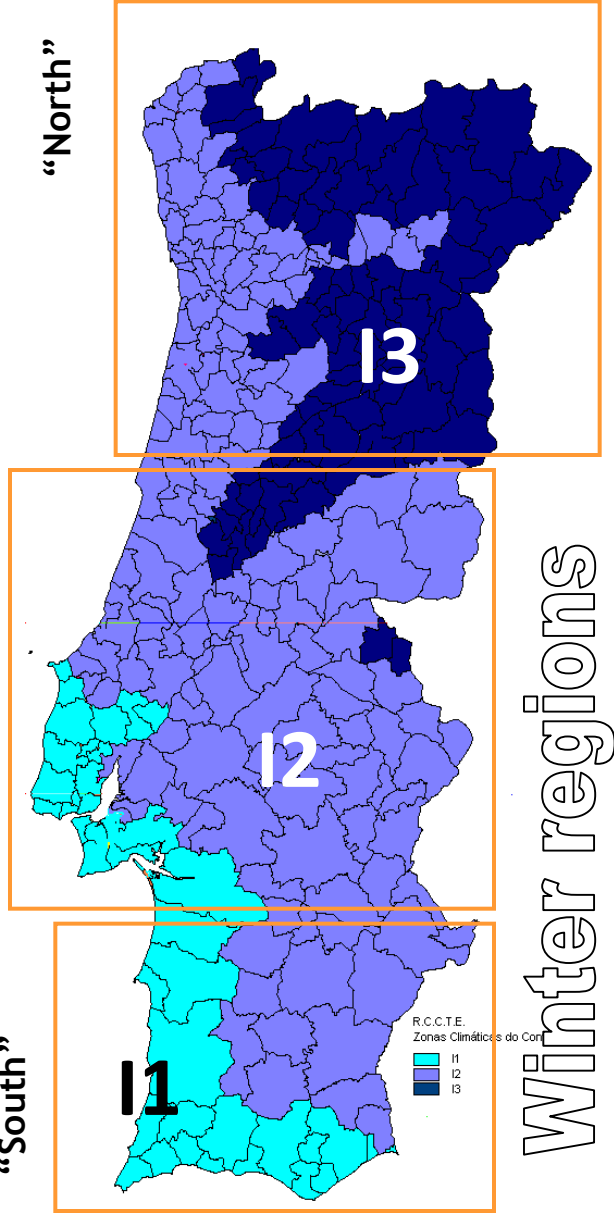 “North”
I3
I2
Winter regions
R.C.C.T.E.
Zonas Climáticas do Con
I1
I2
I3
I1
“South”